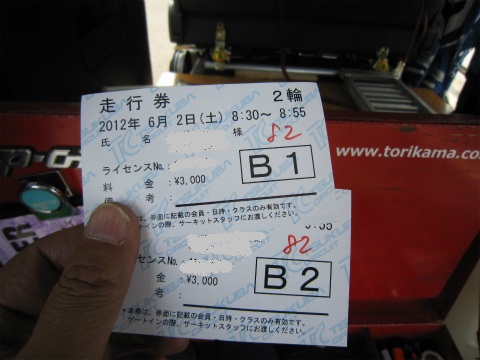 走行券 2輪
2012年 6月 2日(土) 8:30～ 8:55
氏 名 様 82
ライセンスNo.
B1
料 金 :¥3,000
備 考 :
は、券面に記載の会員・日時・クラスのみ有効です。
ートインの際、サーキットスタッフにお渡しください。
www.torikama.co
82
センスNo.
B2
金 :¥3,000
考 :
*本券は、券面に記載の会員・日時・クラスのみ有効です。
ゲートインの際、サーキットスタッフにお渡しください。